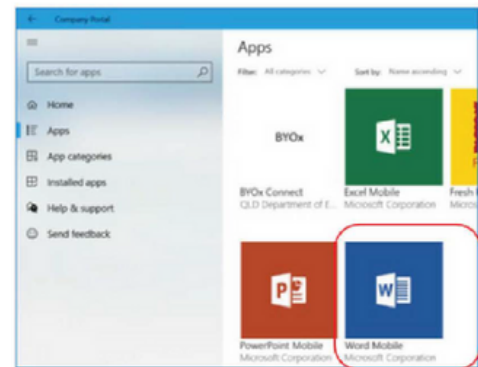 Company Portal
Search for apps
Home
Apps
App categories
Installed apps
Help & support
Send feedback
Apps
Filter: All categories
Sort by: Name ascending
BYOx
BYOx Connect
QLD Department of E...
Excel Mobile
Microsoft Corporation
Fresh
Micros
PowerPoint Mobile
Microsoft Corporation
Word Mobile
Microsoft Corporation